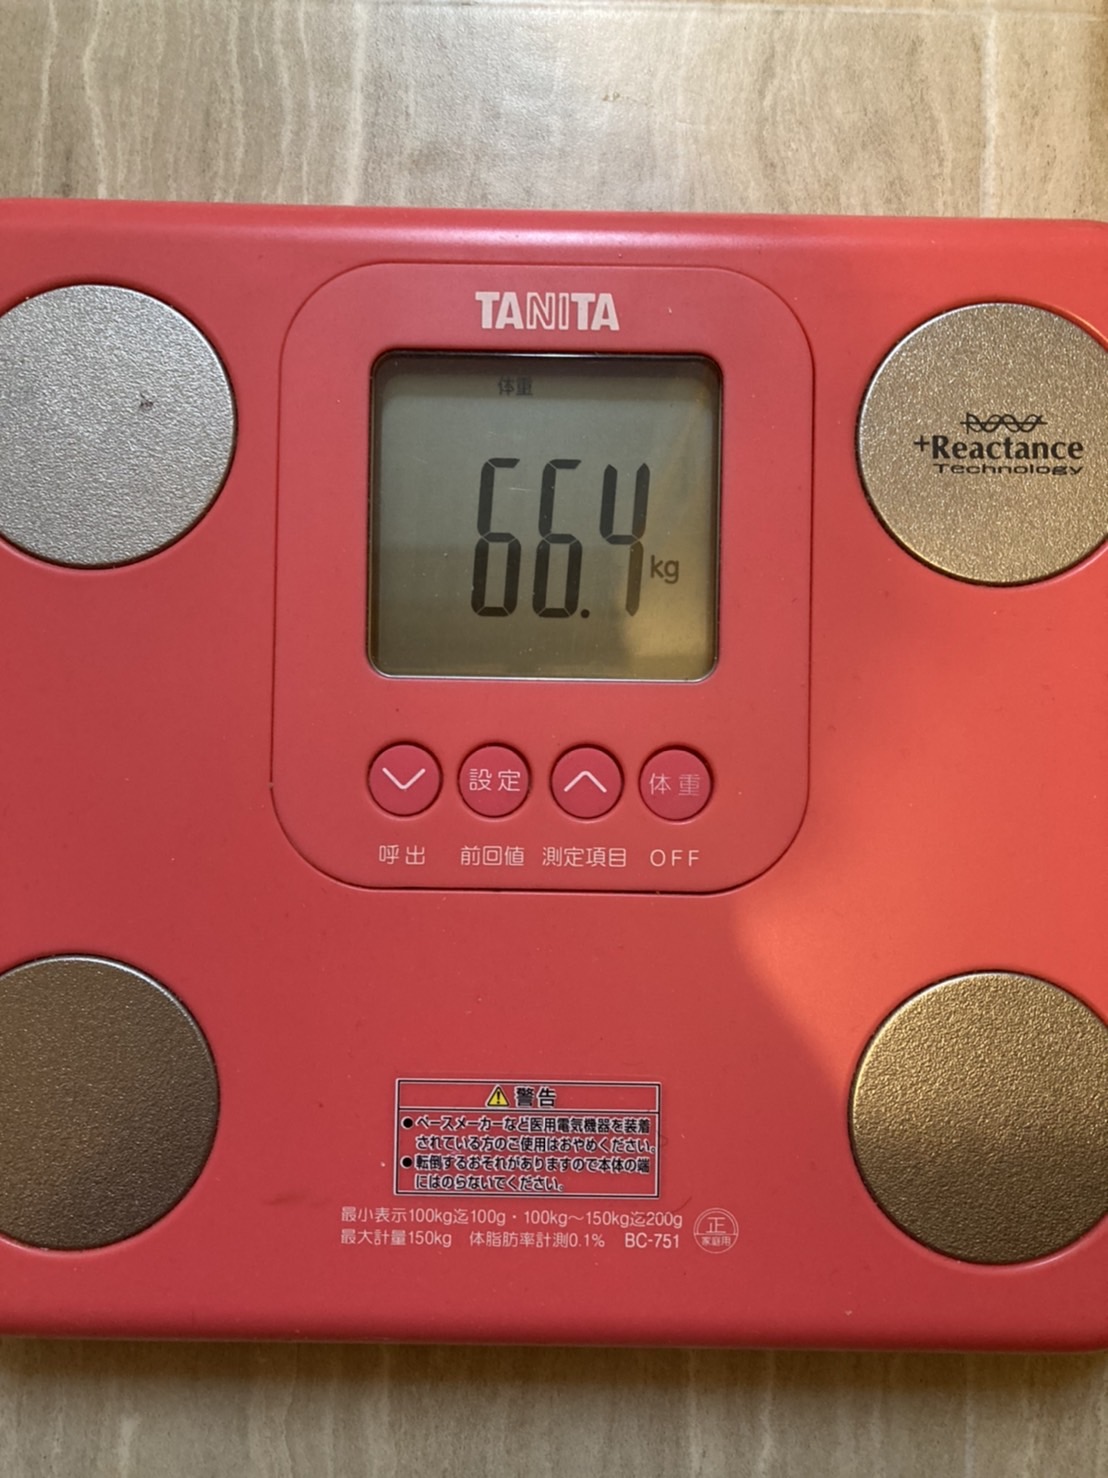 TANITA
体重
66.4kg
+Reactance
Technology
設定
体重
呼出 前回値 測定項目 OFF
警告
●ペースメーカーなど医用電気機器を装着
されている方のご使用はおやめください。
●転倒するおそれがありますので本体の端
にはのらないでください。
最小表示100kg迄100g・100kg〜150kg迄200g
最大計量150kg 体脂肪率計測0.1% BC-751
正
家庭用